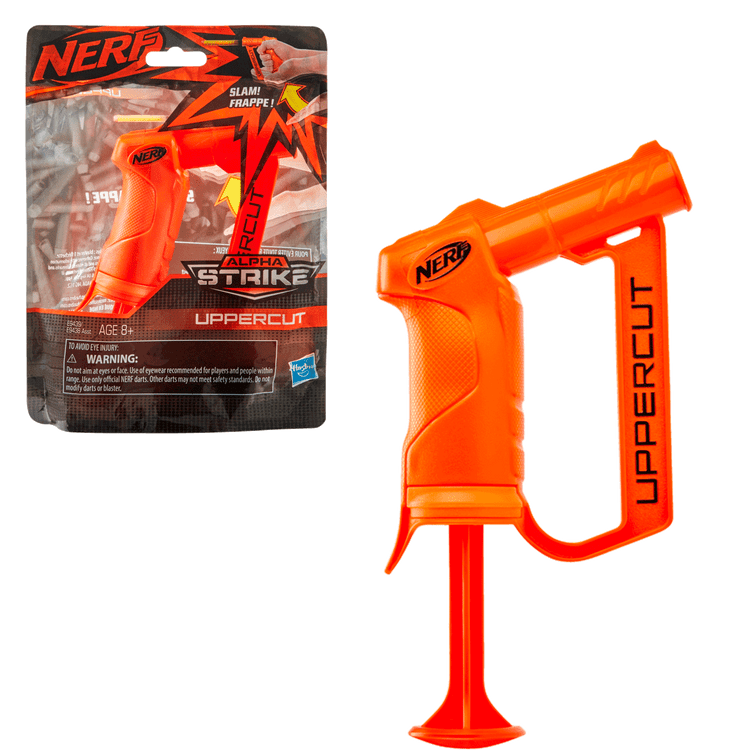 NERF
SLAM!
FRAPPE!
NERF
UPPERCUT
ALPHA
STRIKE
UPPERCUT
AGE 8+
TO AVOID EYE INJURY:
WARNING:
Do not aim at eyes or face. Use of eyewear recommended for players and people within
range. Use only official NERF darts. Other darts may not meet safety standards. Do not
modify darts or blaster.
Hasbro
NERF
UPPERCUT